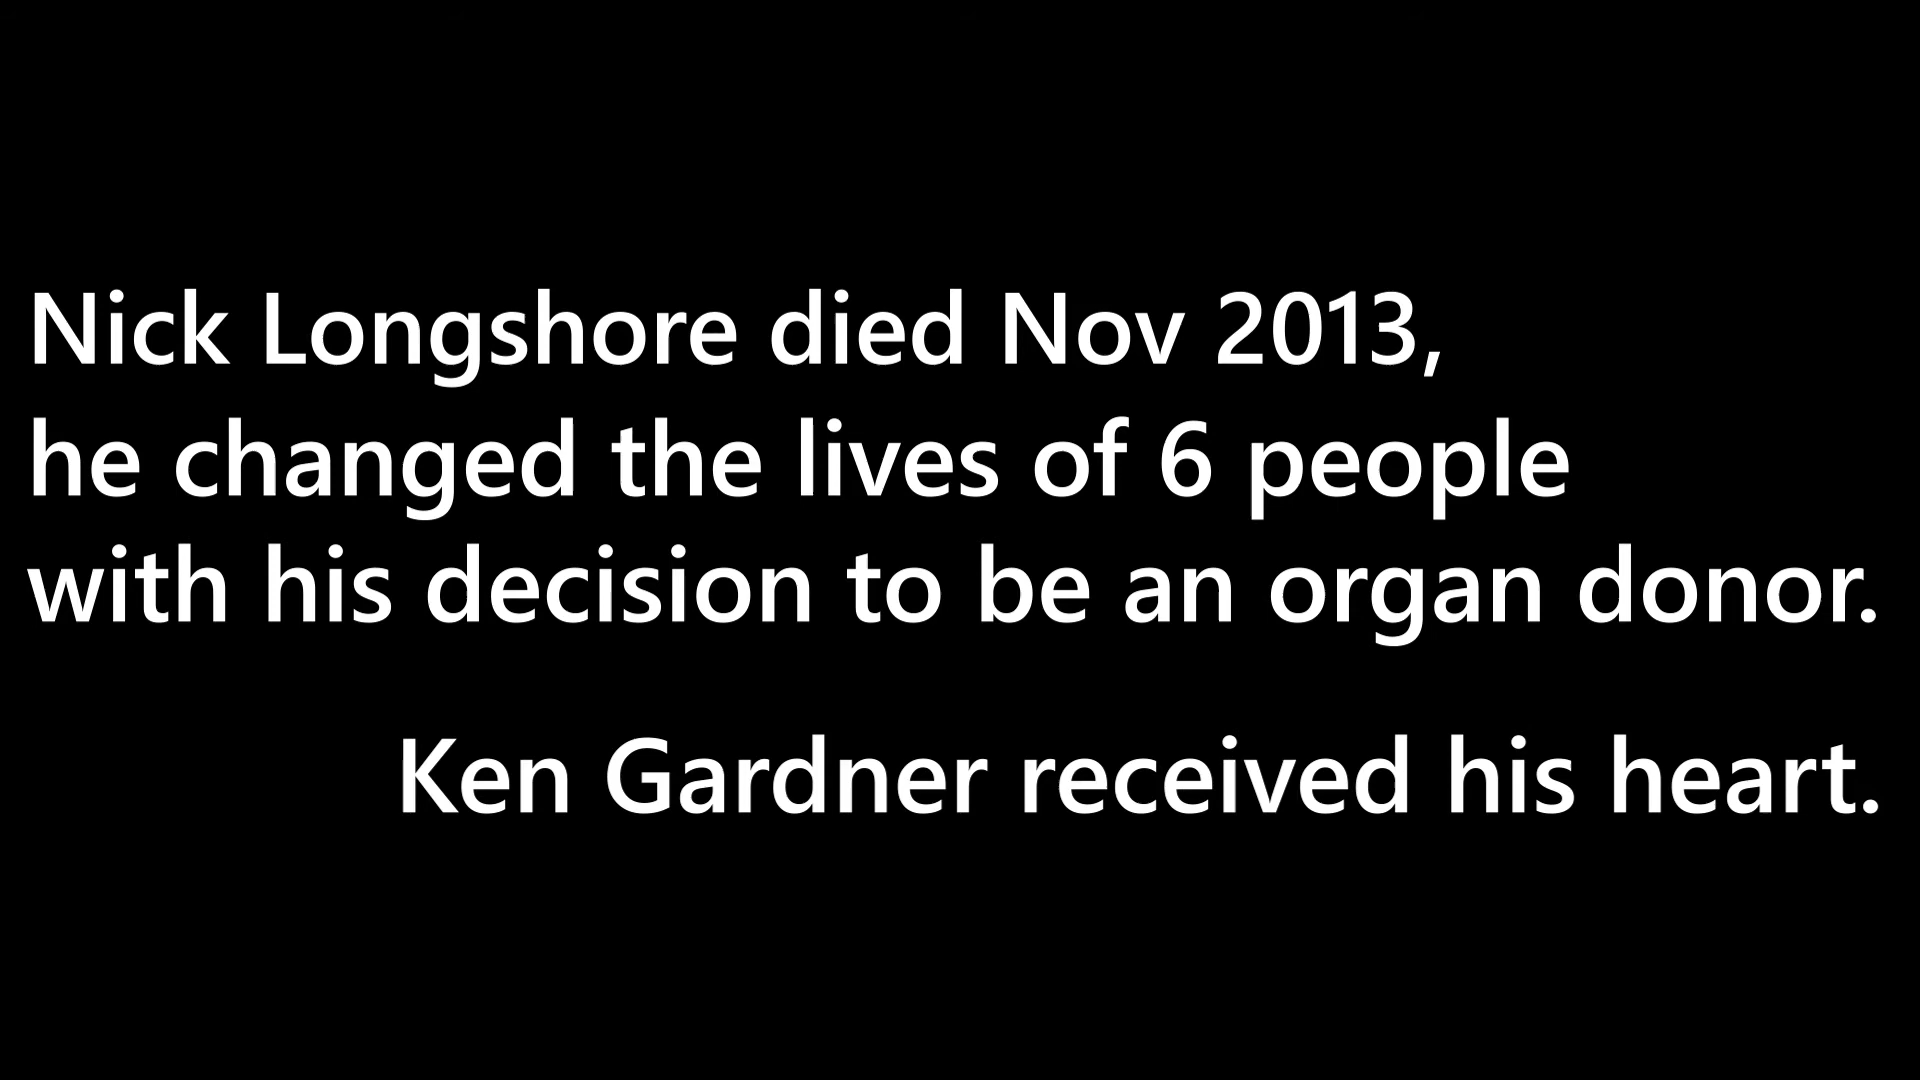 Nick Longshore died Nov 2013,
he changed the lives of 6 people
with his decision to be an organ donor.
Ken Gardner received his heart.